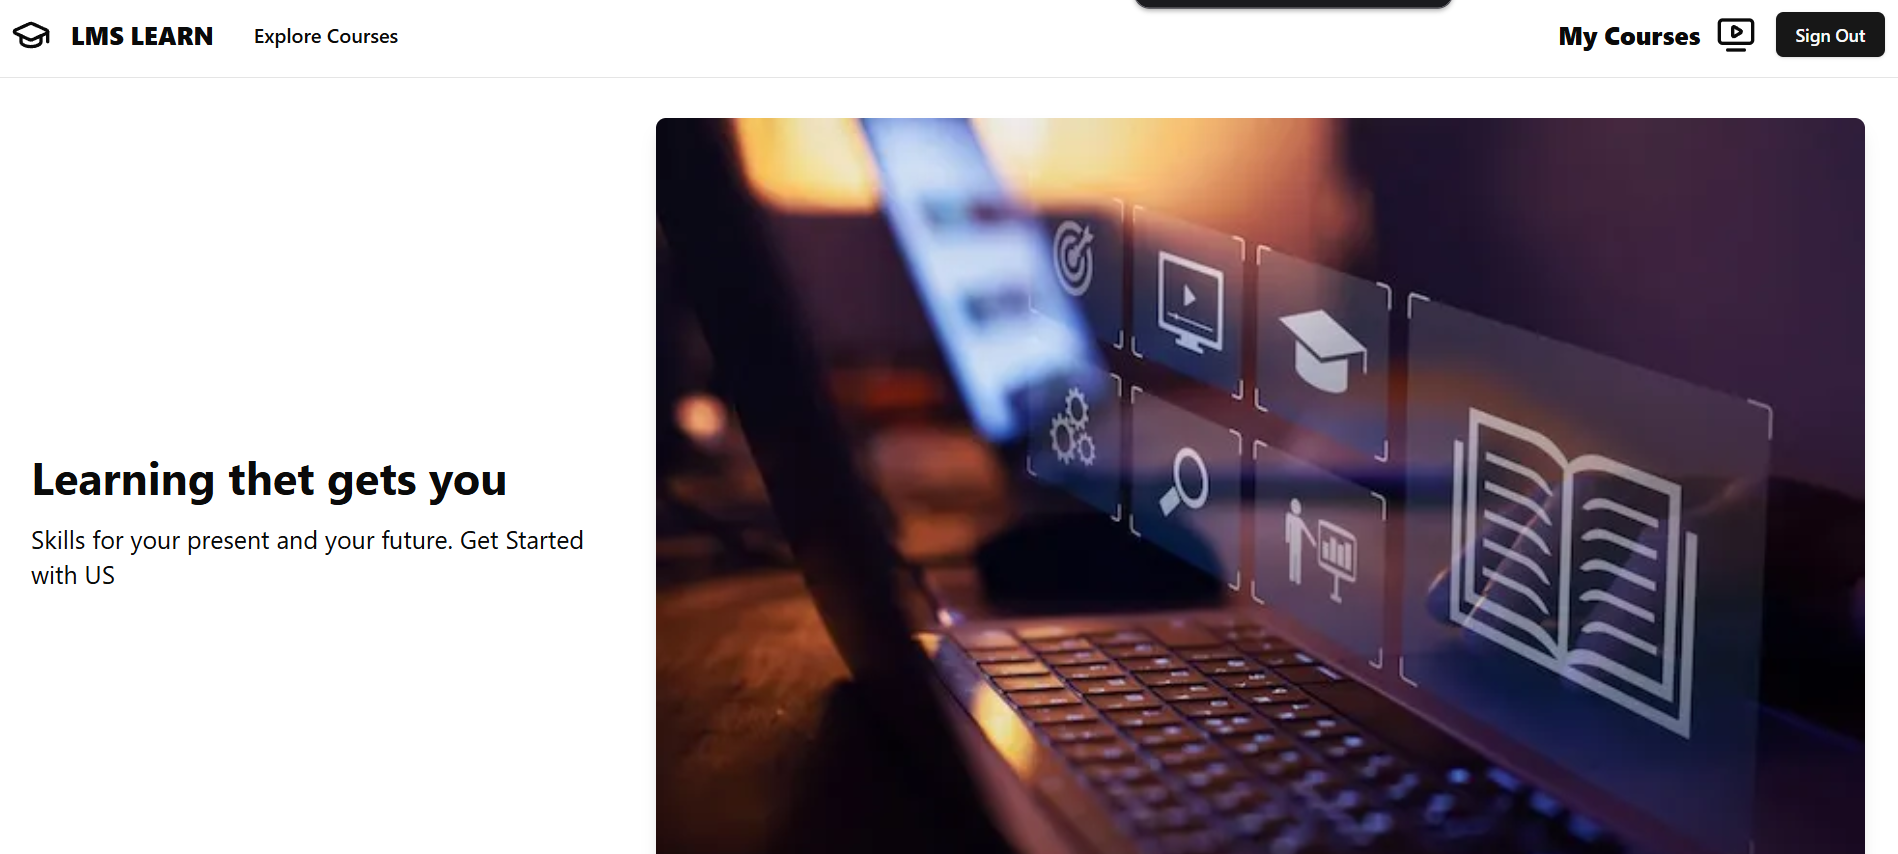 LMS LEARN
Explore Courses
My Courses
Sign Out
Learning thet gets you
Skills for your present and your future. Get Started
with US